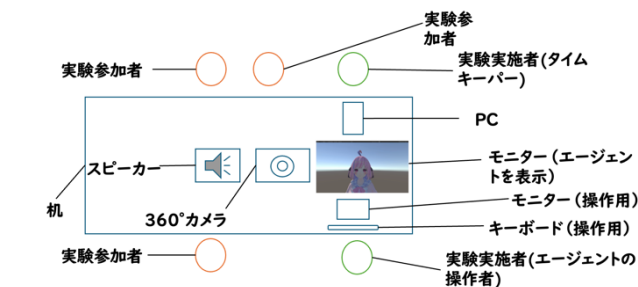 実験参
加者
実験参加者
実験実施者(タイム
キーパー)
PC
スピーカー
モニター(エージェン
トを表示)
机
360°カメラ
モニター(操作用)
キーボード(操作用)
実験参加者
実験実施者(エージェントの
操作者)